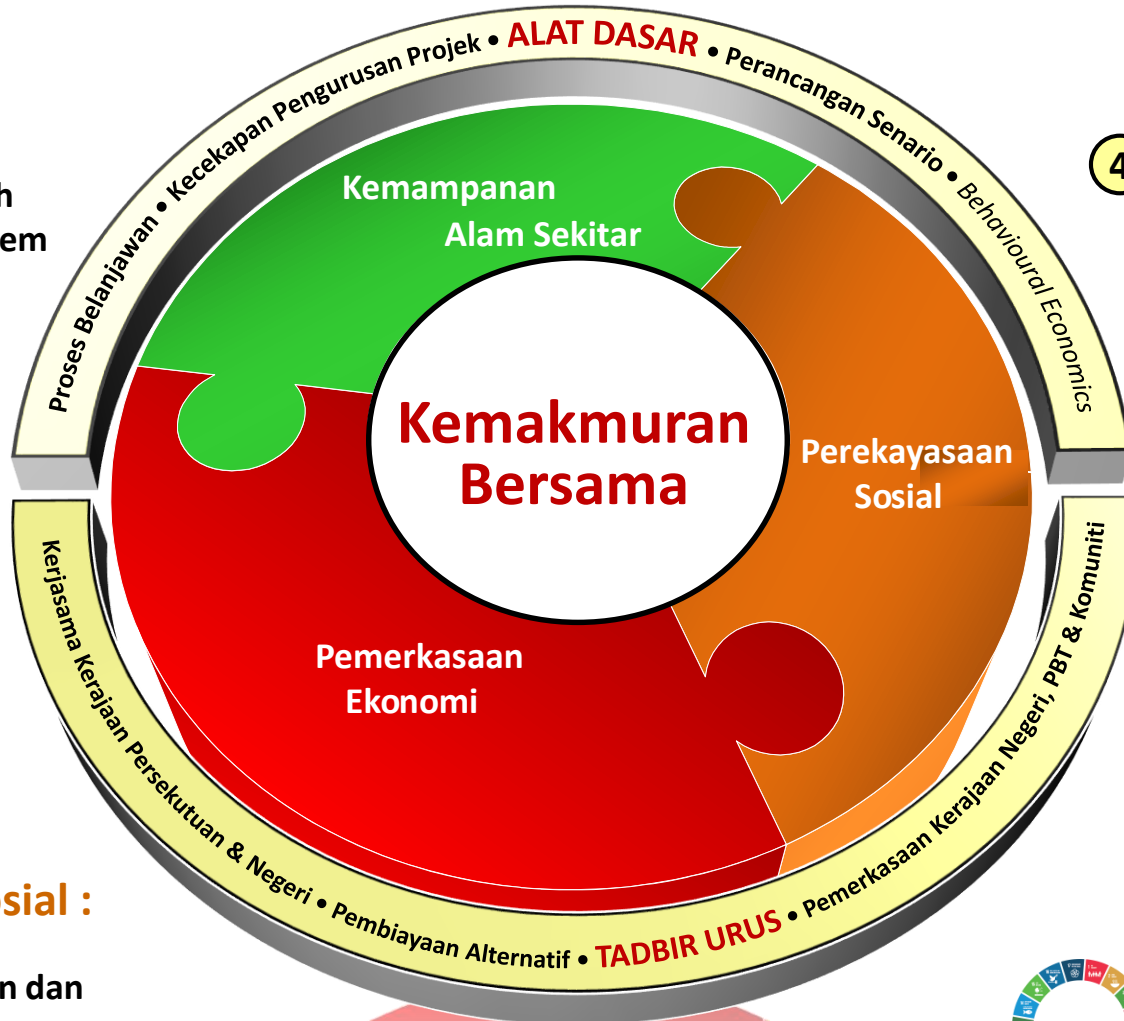 Proses Belanjawan • Kecekapan Pengurusan Projek • ALAT DASAR • Perancangan Senario • Behavioural Economics
4
h
em
Kemampanan
Alam Sekitar
Kemakmuran
Bersama
Perekayasaan
Sosial
Pemerkasaan
Ekonomi
Kerjasama Kerajaan Persekutuan & Negeri • Pembiayaan Alternatif • TADBIR URUS • Pemerkasaan Kerajaan Negeri, PBT & Komuniti
osial :
n dan